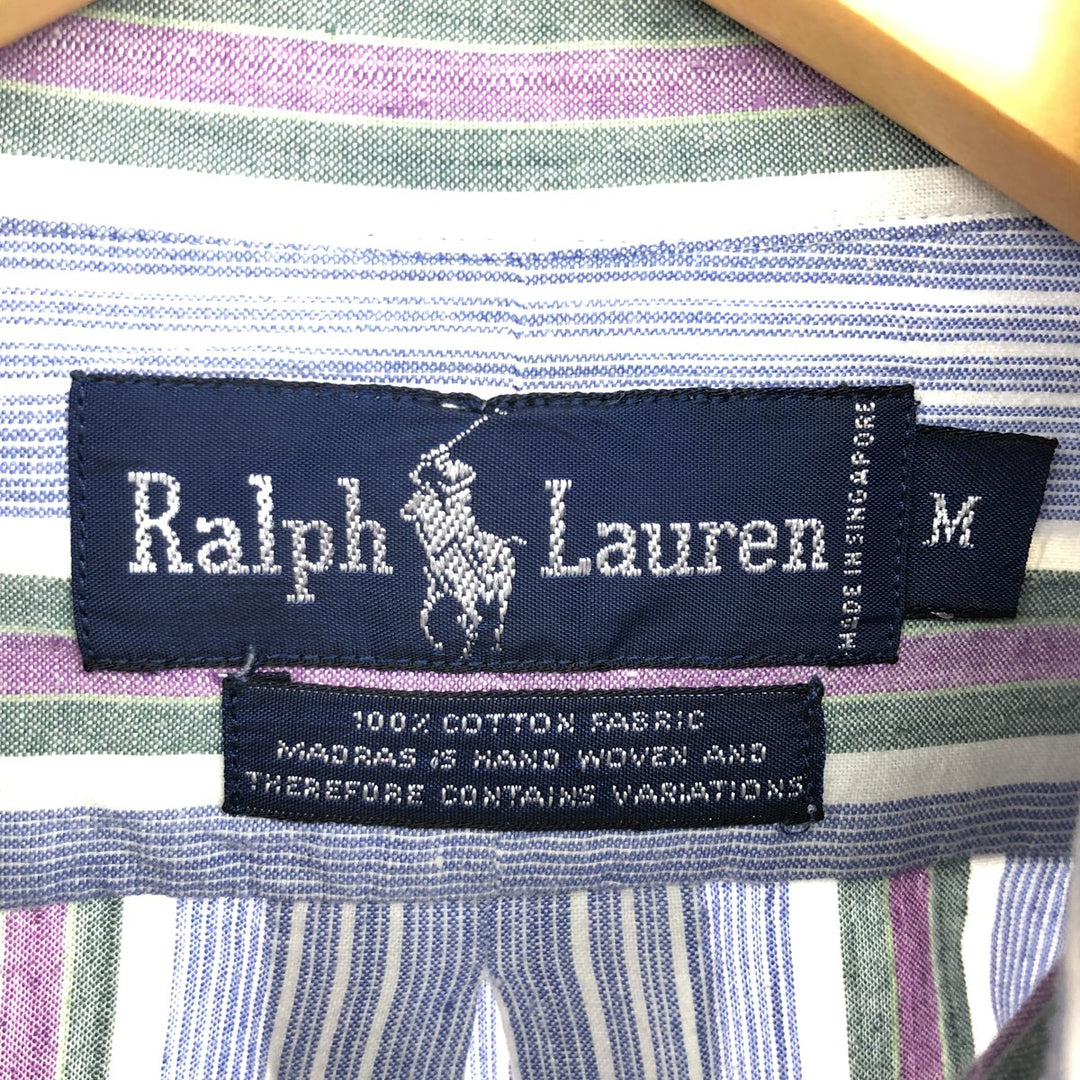 Ralph Lauren
MADE IN SINGAPORE
M
100% COTTON FABRIC
MADRAS IS HAND WOVEN AND
THEREFORE CONTAINS VARIATIONS